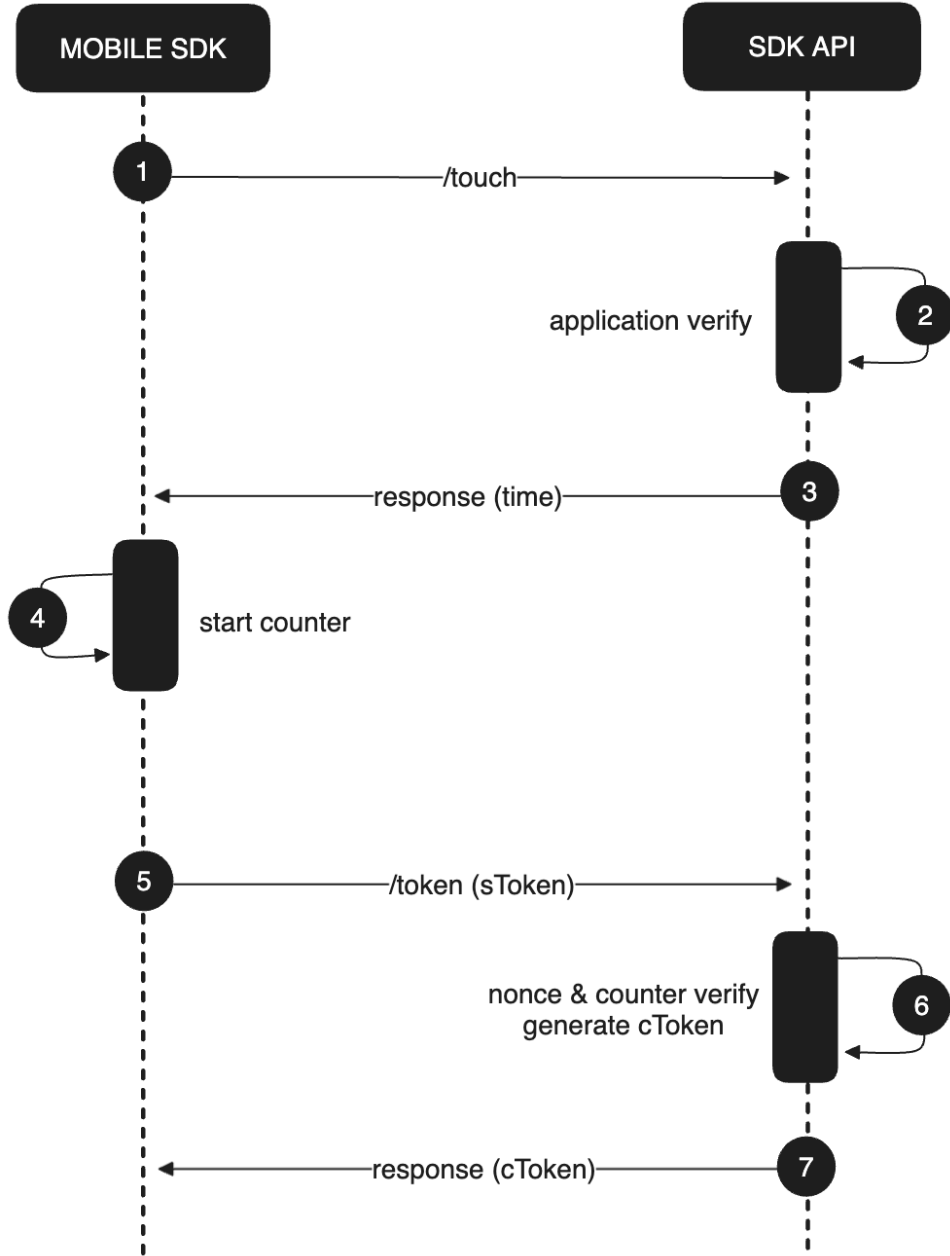 MOBILE SDK
SDK API
1
/touch
2
application verify
3
response (time)
4
start counter
5
/token (sToken)
6
nonce & counter verify
generate cToken
7
response (cToken)